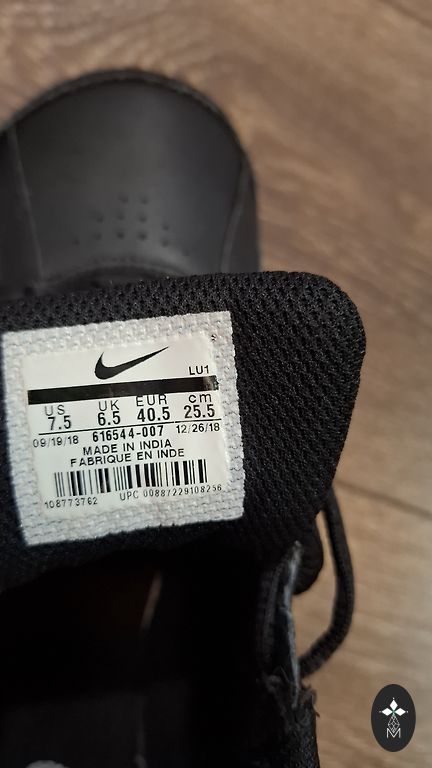 LU1
US UK EUR cm
7.5 6.5 40.5 25.5
09/19/18 616544-007 12/26/18
MADE IN INDIA
FABRIQUE EN INDE
108773762 UPC 00887229108256
M